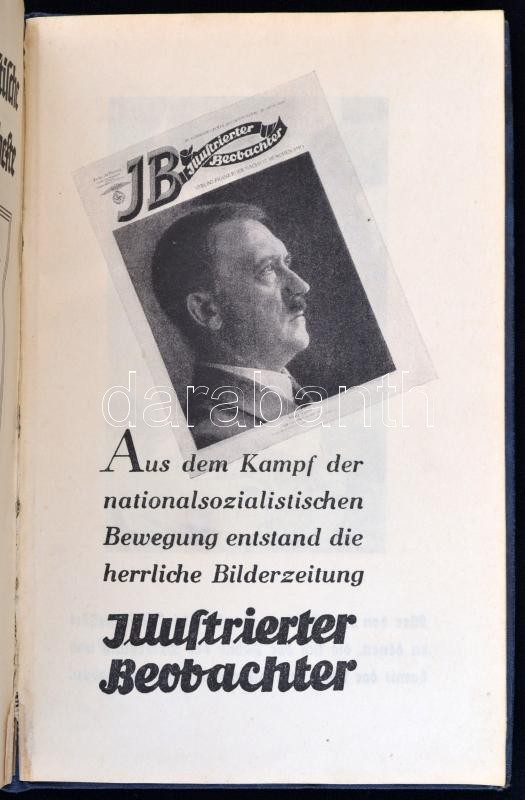 JB
Illustrierter
Beobachter
darabanth
Aus dem Kampf der
nationalsozialistischen
Bewegung entstand die
herrliche Bilderzeitung
Illustrierter
Beobachter